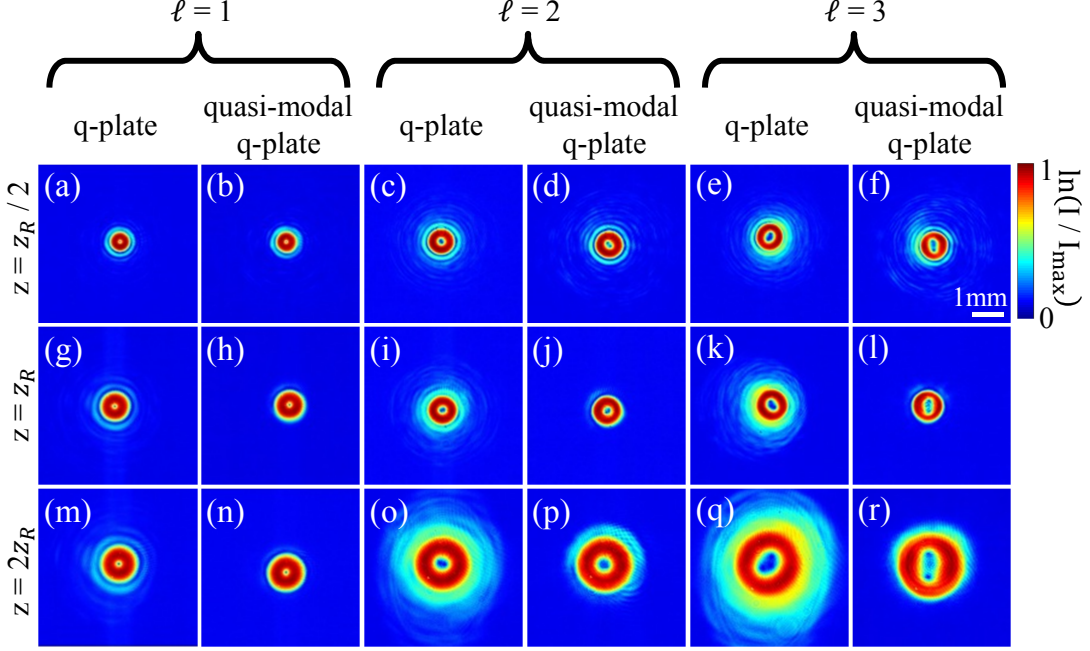 ℓ = 1
ℓ = 2
ℓ = 3
q-plate
quasi-modal
q-plate
q-plate
quasi-modal
q-plate
q-plate
quasi-modal
q-plate
z = z_R / 2
(a)
(b)
(c)
(d)
(e)
(f)
1mm
1
0
ln(I / I_max)
z = z_R
(g)
(h)
(i)
(j)
(k)
(l)
z = 2z_R
(m)
(n)
(o)
(p)
(q)
(r)